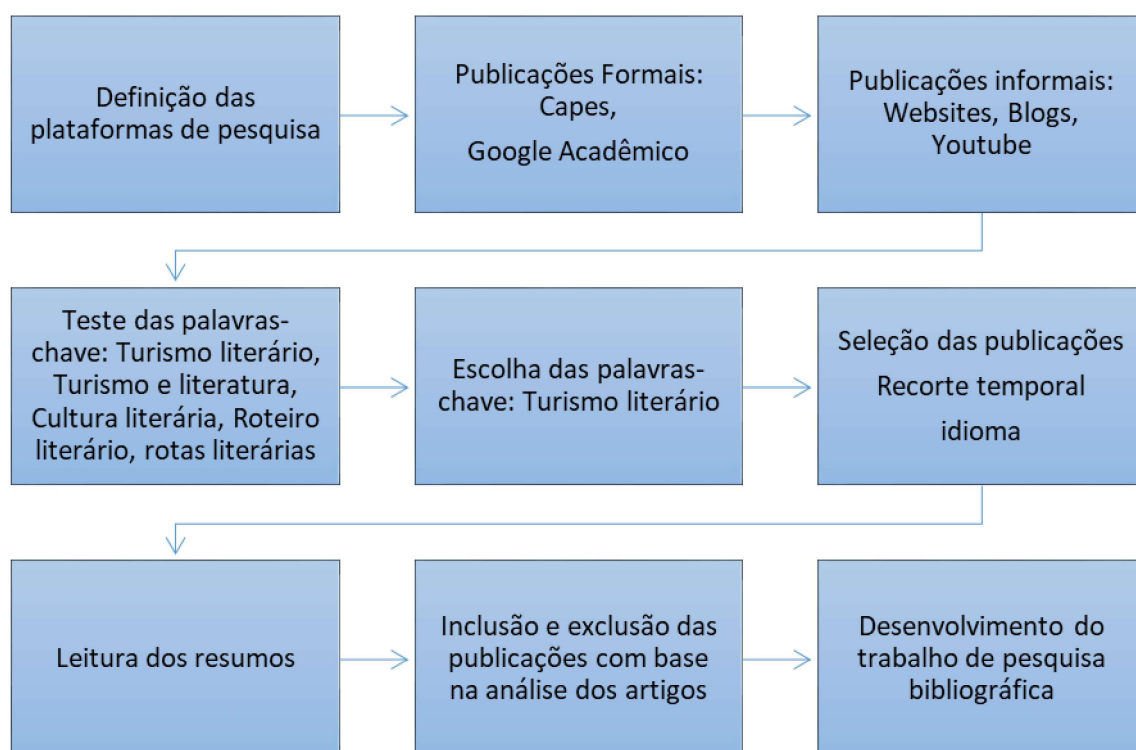 Definição das
plataformas de pesquisa
Publicações Formais:
Capes,
Google Acadêmico
Publicações informais:
Websites, Blogs,
Youtube
Teste das palavras-
chave: Turismo literário,
Turismo e literatura,
Cultura literária, Roteiro
literário, rotas literárias
Escolha das palavras-
chave: Turismo literário
Seleção das publicações
Recorte temporal
idioma
Leitura dos resumos
Inclusão e exclusão das
publicações com base
na análise dos artigos
Desenvolvimento do
trabalho de pesquisa
bibliográfica